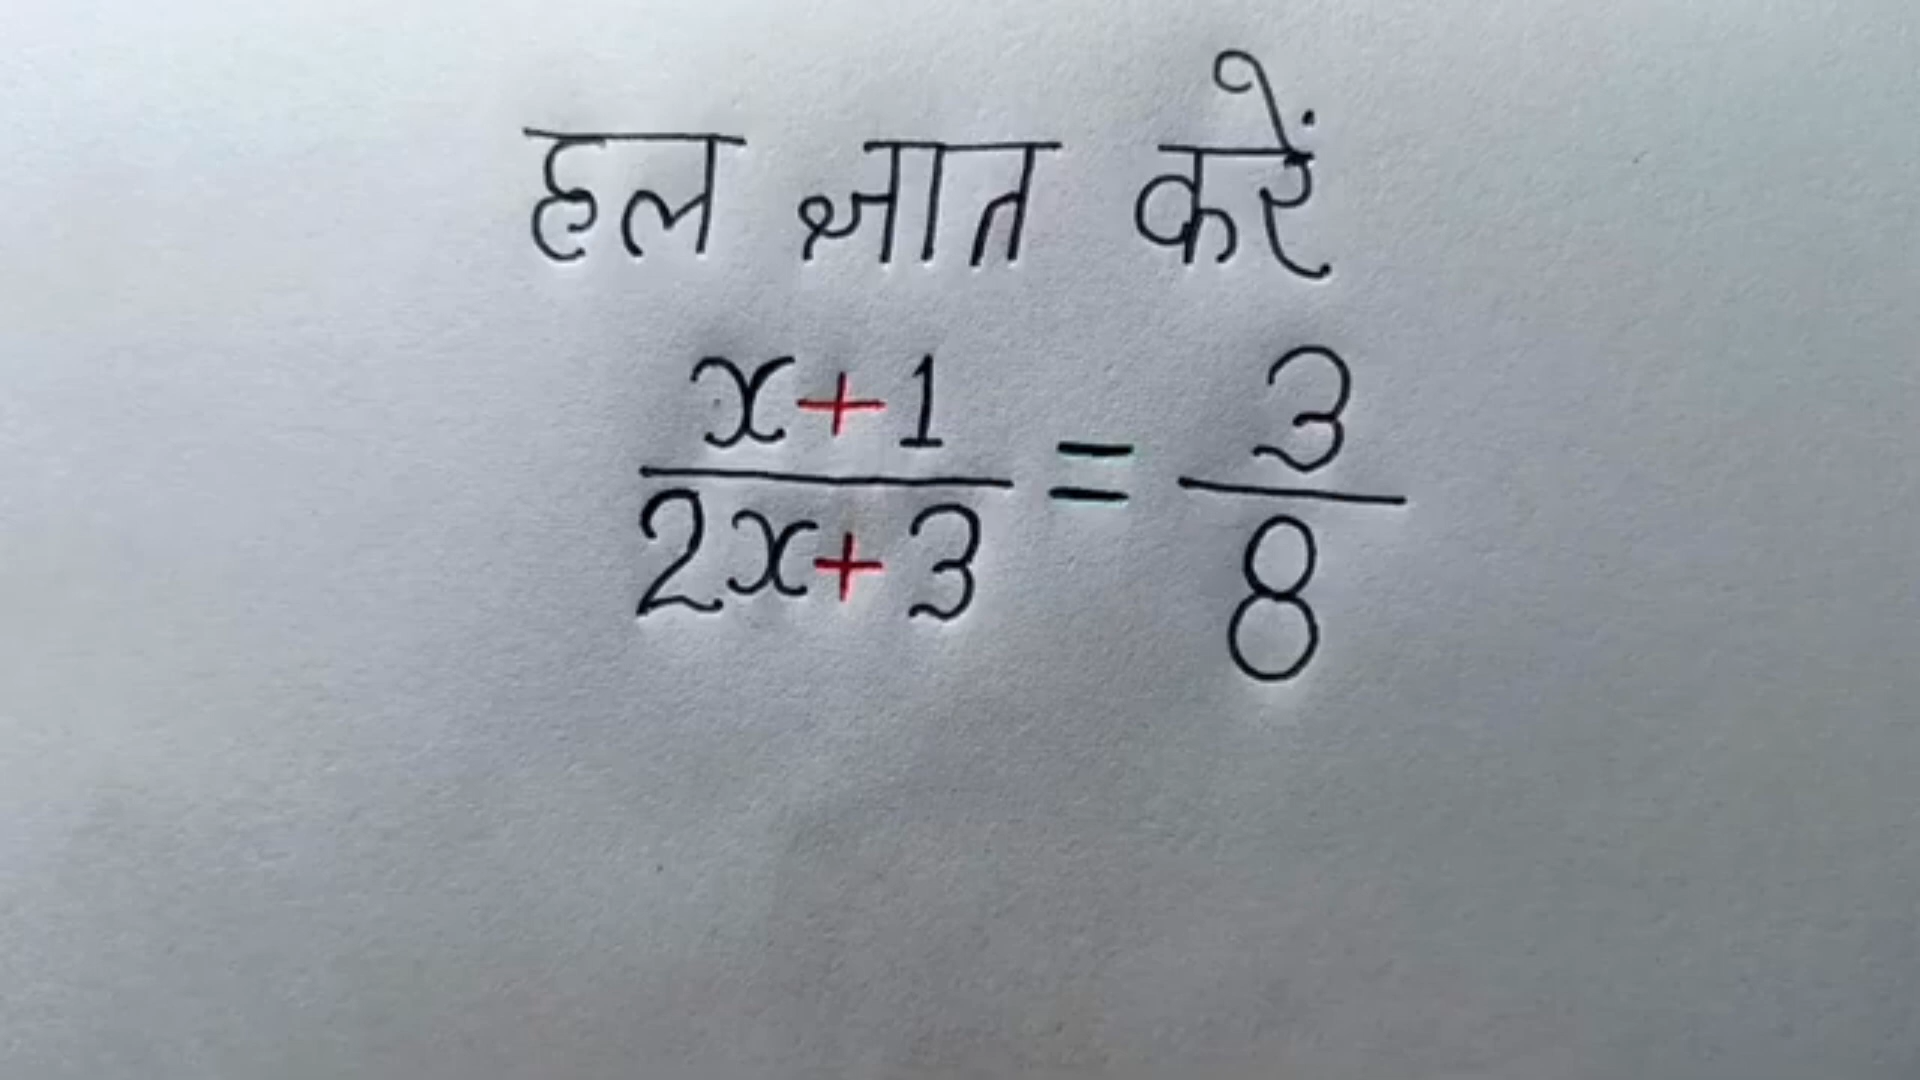 हल ज्ञात करें
x+1/2x+3 = 3/8